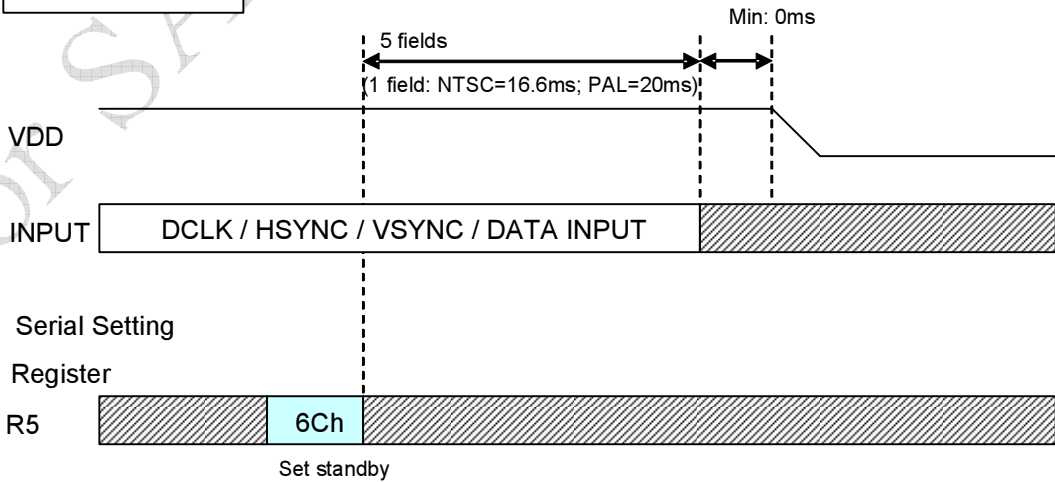 Min: 0ms
5 fields
(1 field: NTSC=16.6ms; PAL=20ms)
VDD
INPUT DCLK / HSYNC / VSYNC / DATA INPUT
Serial Setting
Register
R5 6Ch
Set standby